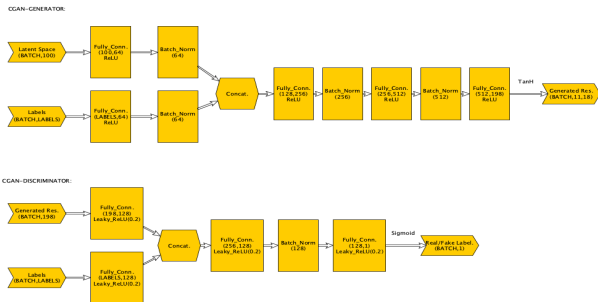 CGAN-GENERATOR:
Latent Space
(BATCH,100)
Fully_Conn.
(100,64)
ReLU
Batch_Norm
(64)
Labels
(BATCH,LABELS)
Fully_Conn.
(LABELS,64)
ReLU
Batch_Norm
(64)
Concat.
Fully_Conn.
(128,256)
ReLU
Batch_Norm
(256)
Fully_Conn.
(256,512)
ReLU
Batch_Norm
(512)
Fully_Conn.
(512,198)
ReLU
TanH
Generated Res.
(BATCH,11,18)
CGAN-DISCRIMINATOR:
Generated Res.
(BATCH,198)
Fully_Conn.
(198,128)
Leaky_ReLU(0.2)
Labels
(BATCH,LABELS)
Fully_Conn.
(LABELS,128)
Leaky_ReLU(0.2)
Concat.
Fully_Conn.
(256,128)
Leaky_ReLU(0.2)
Batch_Norm
(128)
Fully_Conn.
(128,1)
Leaky_ReLU(0.2)
Sigmoid
Real/Fake Label.
(BATCH,1)